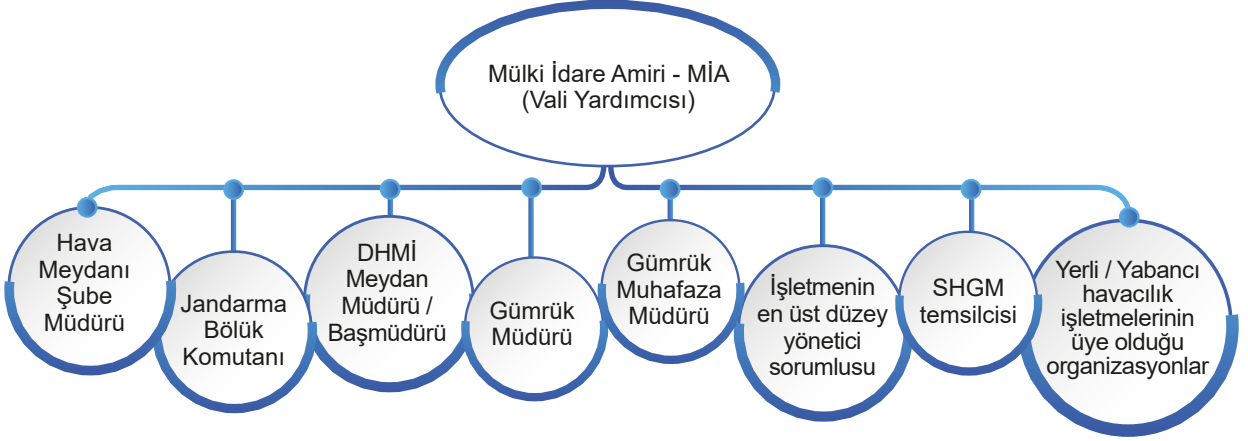 Mülki İdare Amiri - MİA
(Vali Yardımcısı)
Hava
Meydanı
Şube
Müdürü
Jandarma
Bölük
Komutanı
DHMİ
Meydan
Müdürü /
Başmüdürü
Gümrük
Müdürü
Gümrük
Muhafaza
Müdürü
İşletmenin
en üst düzey
yönetici
sorumlusu
SHGM
temsilcisi
Yerli / Yabancı
havacılık
işletmelerinin
üye olduğu
organizasyonlar